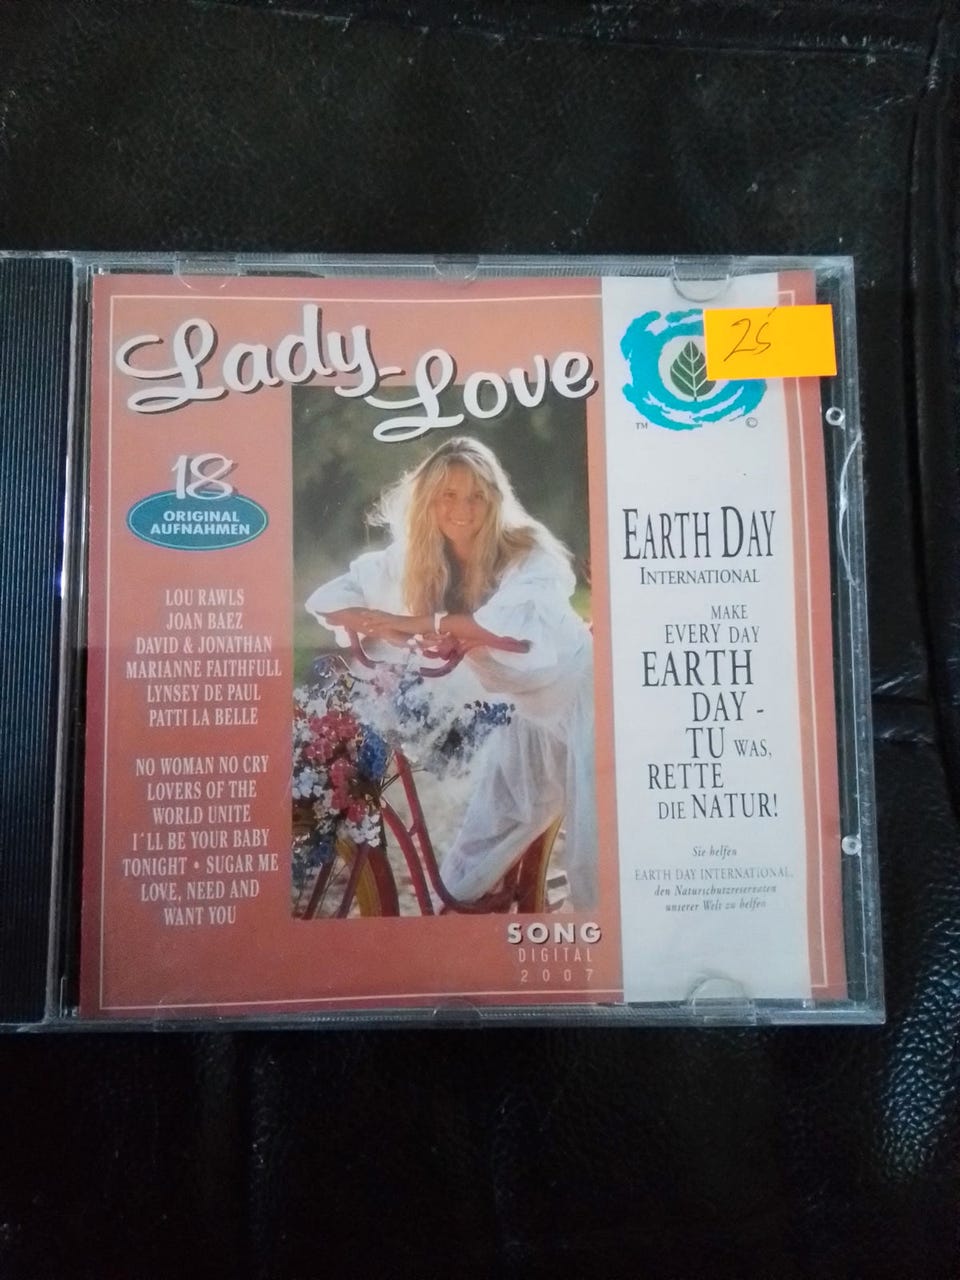 Lady-Love
18
ORIGINAL
AUFNAHMEN
LOU RAWLS
JOAN BAEZ
DAVID & JONATHAN
MARIANNE FAITHFULL
LYNSEY DE PAUL
PATTI LA BELLE
NO WOMAN NO CRY
LOVERS OF THE
WORLD UNITE
I´LL BE YOUR BABY
TONIGHT • SUGAR ME
LOVE, NEED AND
WANT YOU
SONG
DIGITAL
2007
25
TM ©
EARTH DAY
INTERNATIONAL
MAKE
EVERY DAY
EARTH
DAY -
TU WAS,
RETTE
DIE NATUR!
Sie helfen
EARTH DAY INTERNATIONAL,
den Naturschutzreservaten
unserer Welt zu helfen